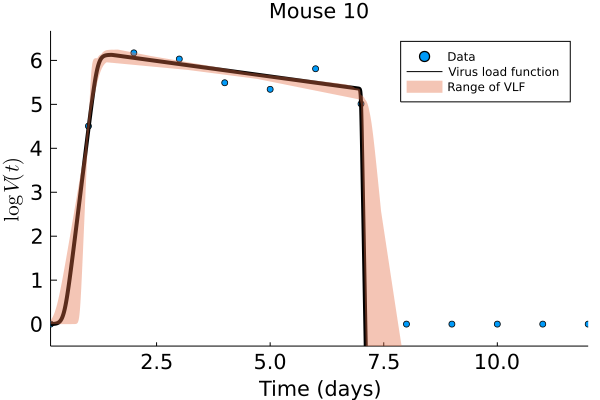 Mouse 10
log V(t)
6
5
4
3
2
1
0
Data
Virus load function
Range of VLF
2.5 5.0 7.5 10.0
Time (days)